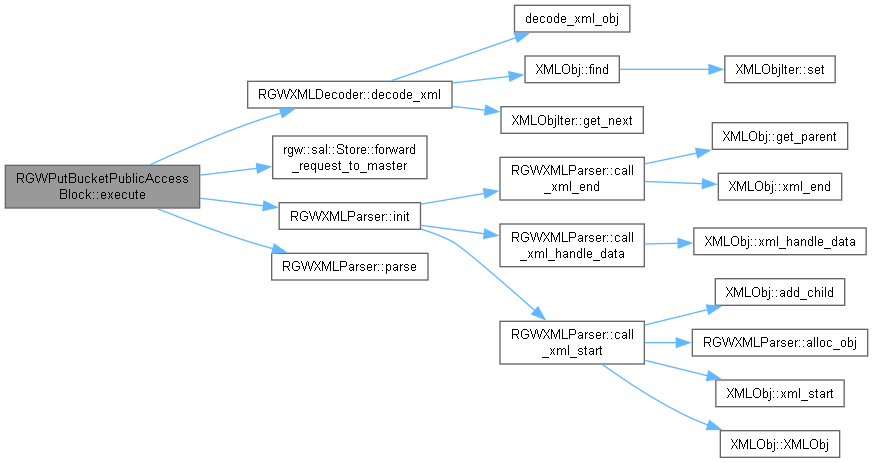 RGWPutBucketPublicAccess
Block::execute
RGWXMLDecoder::decode_xml
decode_xml_obj
XMLObj::find
XMLObjIter::set
XMLObjIter::get_next
rgw::sal::Store::forward
_request_to_master
RGWXMLParser::init
RGWXMLParser::call
_xml_end
XMLObj::get_parent
XMLObj::xml_end
RGWXMLParser::call
_xml_handle_data
XMLObj::xml_handle_data
RGWXMLParser::call
_xml_start
XMLObj::add_child
RGWXMLParser::alloc_obj
XMLObj::xml_start
XMLObj::XMLObj
RGWXMLParser::parse